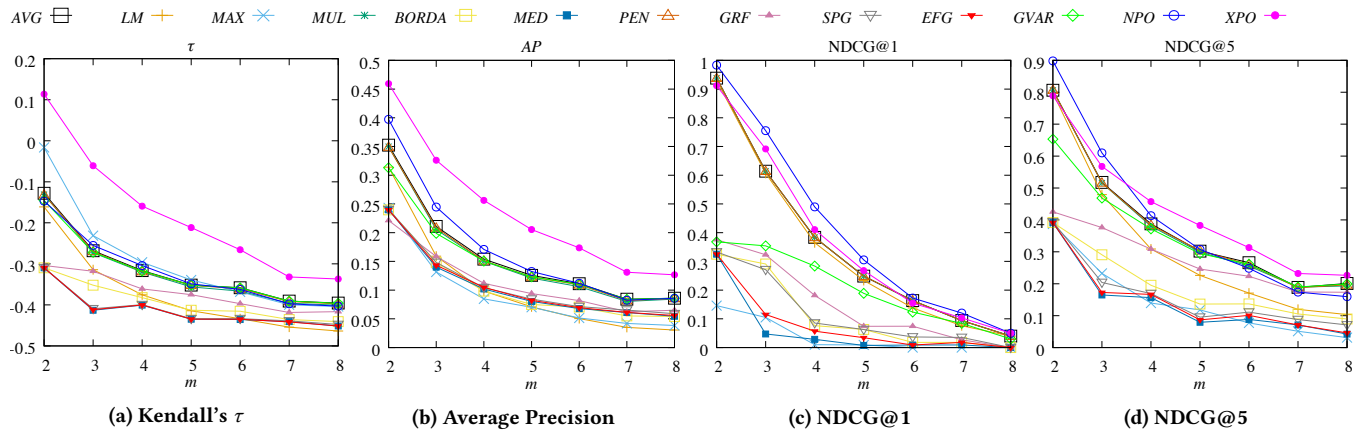 AVG LM MAX MUL BORDA MED PEN GRF SPG EFG GVAR NPO XPO
τ
0.2
0.1
0
-0.1
-0.2
-0.3
-0.4
-0.5
2 3 4 5 6 7 8
m
(a) Kendall's τ
AP
0.5
0.45
0.4
0.35
0.3
0.25
0.2
0.15
0.1
0.05
0
2 3 4 5 6 7 8
m
(b) Average Precision
NDCG@1
1
0.9
0.8
0.7
0.6
0.5
0.4
0.3
0.2
0.1
0
2 3 4 5 6 7 8
m
(c) NDCG@1
NDCG@5
0.9
0.8
0.7
0.6
0.5
0.4
0.3
0.2
0.1
0
2 3 4 5 6 7 8
m
(d) NDCG@5